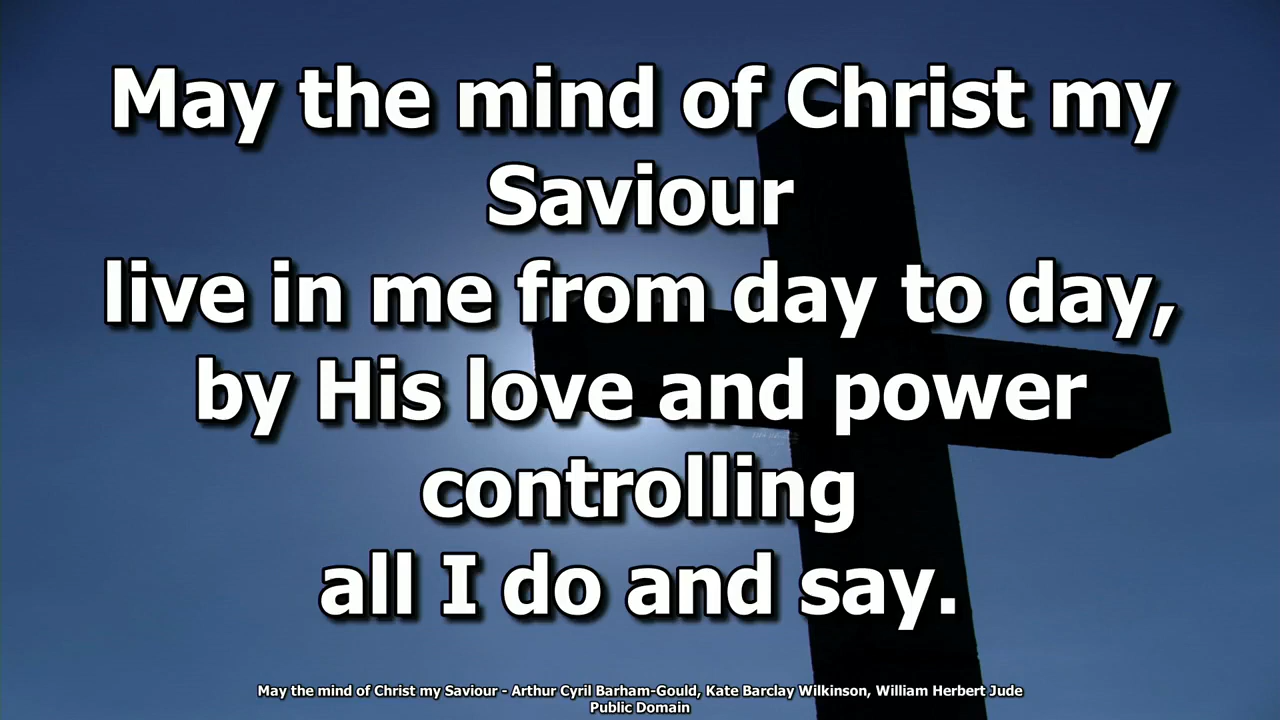 May the mind of Christ my
Saviour
live in me from day to day,
by His love and power
controlling
all I do and say.
May the mind of Christ my Saviour - Arthur Cyril Barham-Gould, Kate Barclay Wilkinson, William Herbert Jude
Public Domain